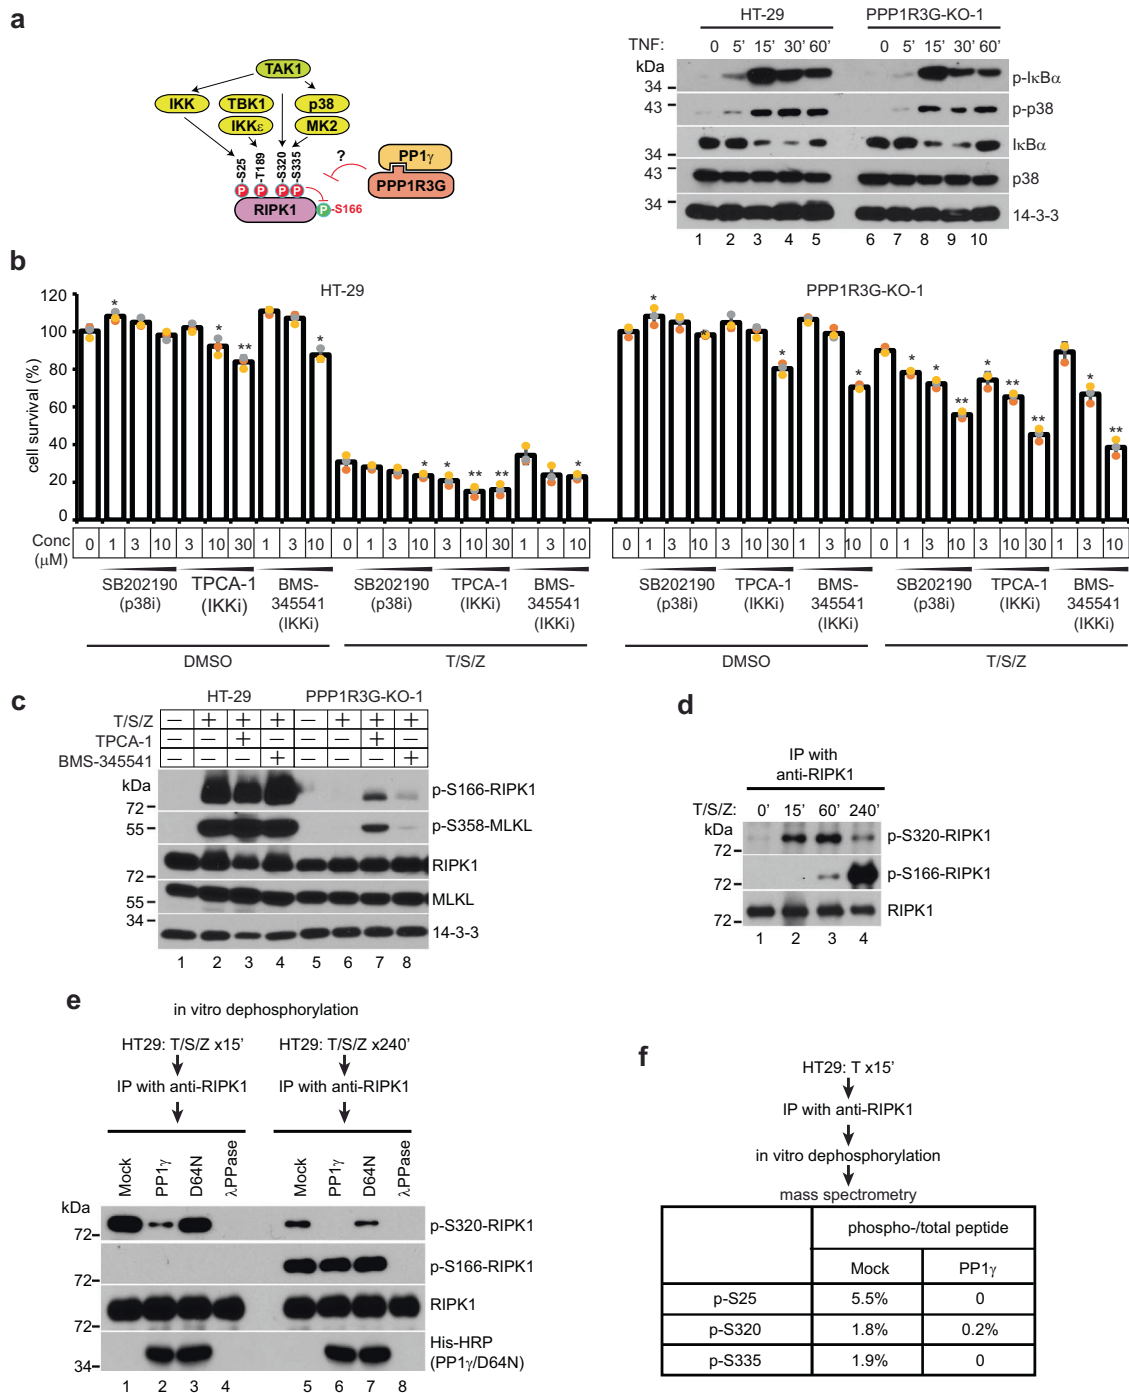 a
TAK1
IKK
TBK1
p38
IKKε
MK2
-S25
-T189
-S320
-S335
?
PP1γ
PPP1R3G
P P P P
RIPK1
P
-S166
HT-29 PPP1R3G-KO-1
TNF: 0 5’ 15’ 30’ 60’ 0 5’ 15’ 30’ 60’
kDa
34 p-IκBα
43 p-p38
34 IκBα
43 p38
34 14-3-3
1 2 3 4 5 6 7 8 9 10
b
HT-29 PPP1R3G-KO-1
cell survival (%)
120
100
80
60
40
20
0
* * ** * * * ** ** * * * * * * * ** * ** ** * **
Conc (μM) 0 1 3 10 3 10 30 1 3 10 0 1 3 10 3 10 30 1 3 10 0 1 3 10 3 10 30 1 3 10 0 1 3 10 3 10 30 1 3 10
SB202190 (p38i) TPCA-1 (IKKi) BMS-345541 (IKKi) SB202190 (p38i) TPCA-1 (IKKi) BMS-345541 (IKKi) SB202190 (p38i) TPCA-1 (IKKi) BMS-345541 (IKKi) SB202190 (p38i) TPCA-1 (IKKi) BMS-345541 (IKKi)
DMSO T/S/Z DMSO T/S/Z
c
HT-29 PPP1R3G-KO-1
T/S/Z — + + + — + + +
TPCA-1 — — + — — — + —
BMS-345541 — — — + — — — +
kDa
72 p-S166-RIPK1
55 p-S358-MLKL
72 RIPK1
55 MLKL
34 14-3-3
1 2 3 4 5 6 7 8
d
IP with
anti-RIPK1
T/S/Z: 0’ 15’ 60’ 240’
kDa
72 p-S320-RIPK1
72 p-S166-RIPK1
72 RIPK1
1 2 3 4
e
in vitro dephosphorylation
HT29: T/S/Z x15’ HT29: T/S/Z x240’
IP with anti-RIPK1 IP with anti-RIPK1
Mock PP1γ D64N λPPase Mock PP1γ D64N λPPase
kDa
72 p-S320-RIPK1
72 p-S166-RIPK1
72 RIPK1
34 His-HRP
(PP1γ/D64N)
1 2 3 4 5 6 7 8
f
HT29: T x15’
IP with anti-RIPK1
in vitro dephosphorylation
mass spectrometry
phospho-/total peptide
Mock PP1γ
p-S25 5.5% 0
p-S320 1.8% 0.2%
p-S335 1.9% 0